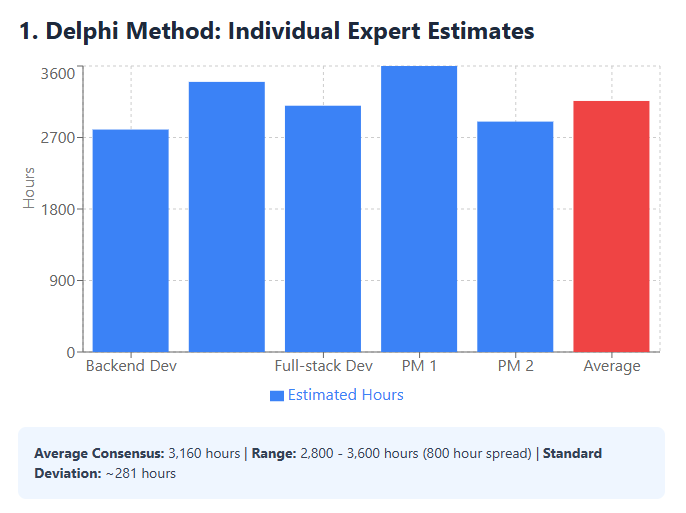 1. Delphi Method: Individual Expert Estimates
3600
2700
1800
900
0
Hours
Backend Dev
Full-stack Dev
PM 1
PM 2
Average
Estimated Hours
Average Consensus: 3,160 hours | Range: 2,800 - 3,600 hours (800 hour spread) | Standard
Deviation: ~281 hours